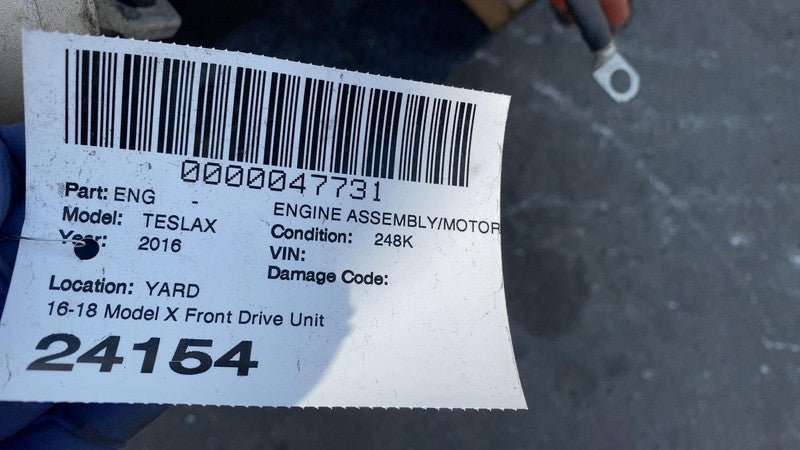 0000047731
Part: ENG - ENGINE ASSEMBLY/MOTOR
Model: TESLAX Condition: 248K
Year: 2016 VIN:
Damage Code:
Location: YARD
16-18 Model X Front Drive Unit
24154